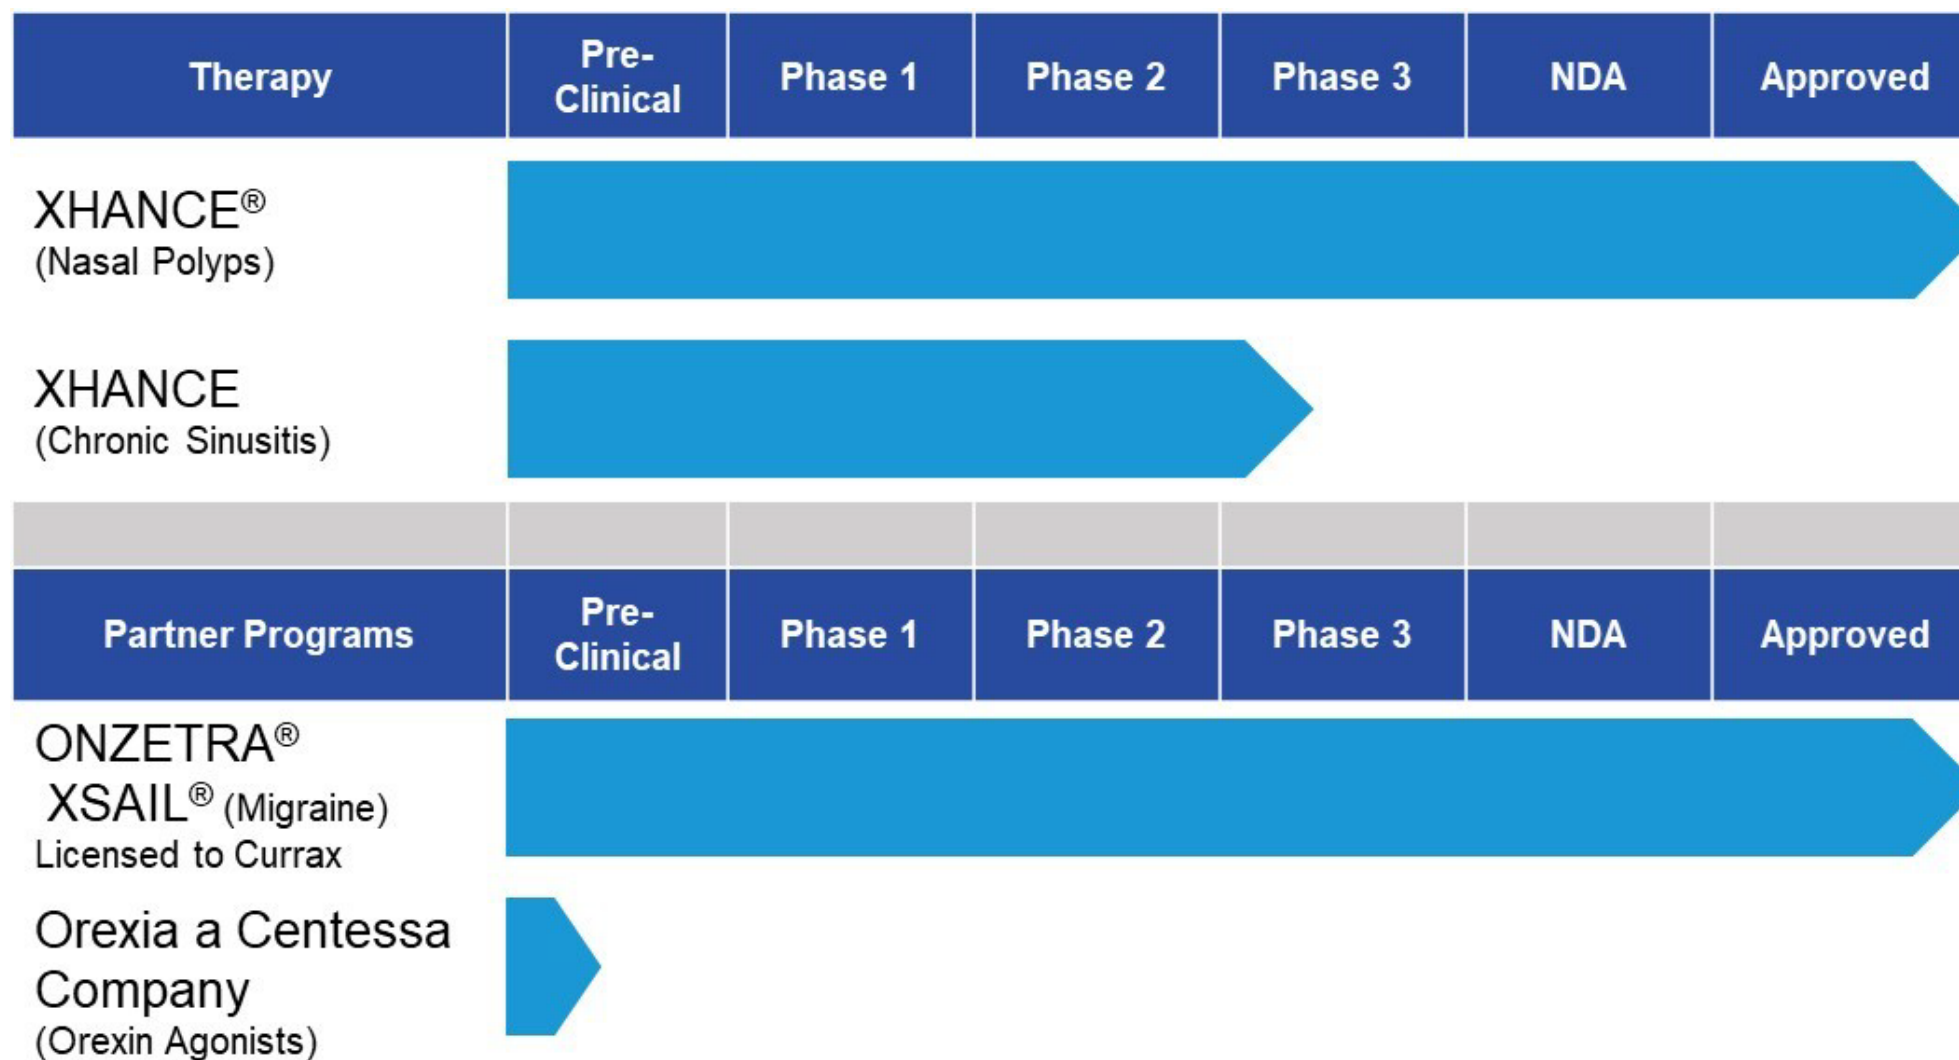 Therapy
Pre-
Clinical
Phase 1
Phase 2
Phase 3
NDA
Approved
XHANCE®
(Nasal Polyps)
XHANCE
(Chronic Sinusitis)
Partner Programs
Pre-
Clinical
Phase 1
Phase 2
Phase 3
NDA
Approved
ONZETRA®
XSAIL® (Migraine)
Licensed to Currax
Orexia a Centessa
Company
(Orexin Agonists)